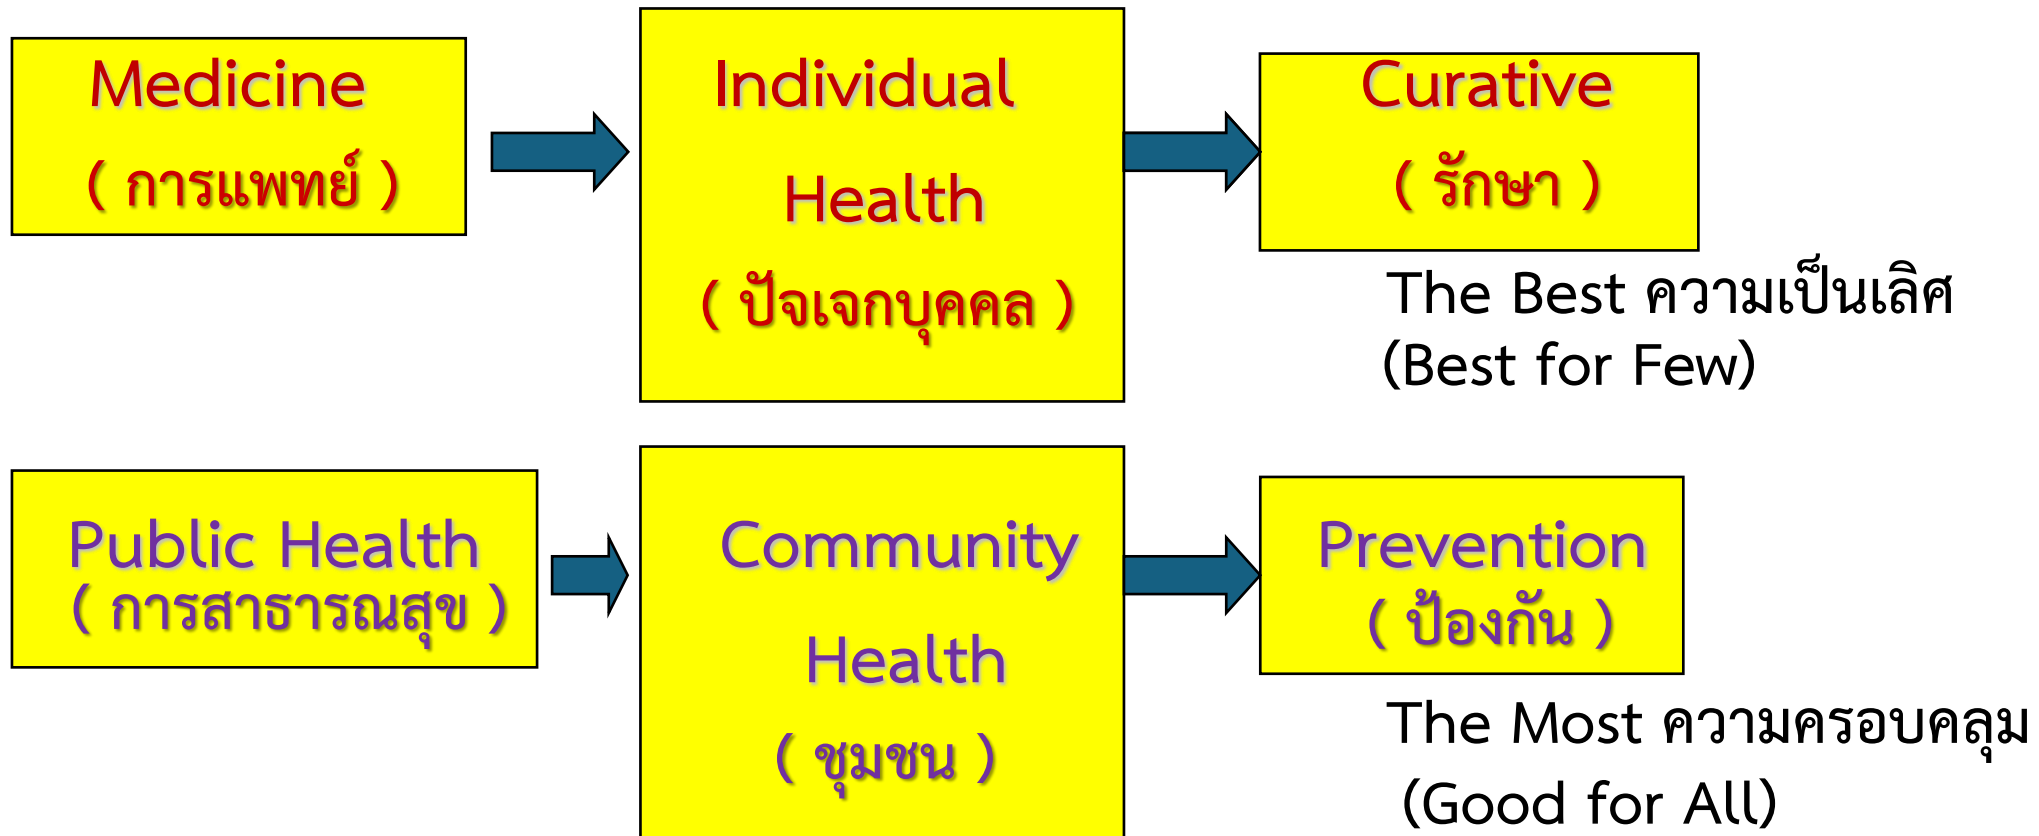 Medicine
( การแพทย์ )
Individual
Health
( ปัจเจกบุคคล )
Curative
( รักษา )
The Best ความเป็นเลิศ
(Best for Few)
Public Health
( การสาธารณสุข )
Community
Health
( ชุมชน )
Prevention
( ป้องกัน )
The Most ความครอบคลุม
(Good for All)